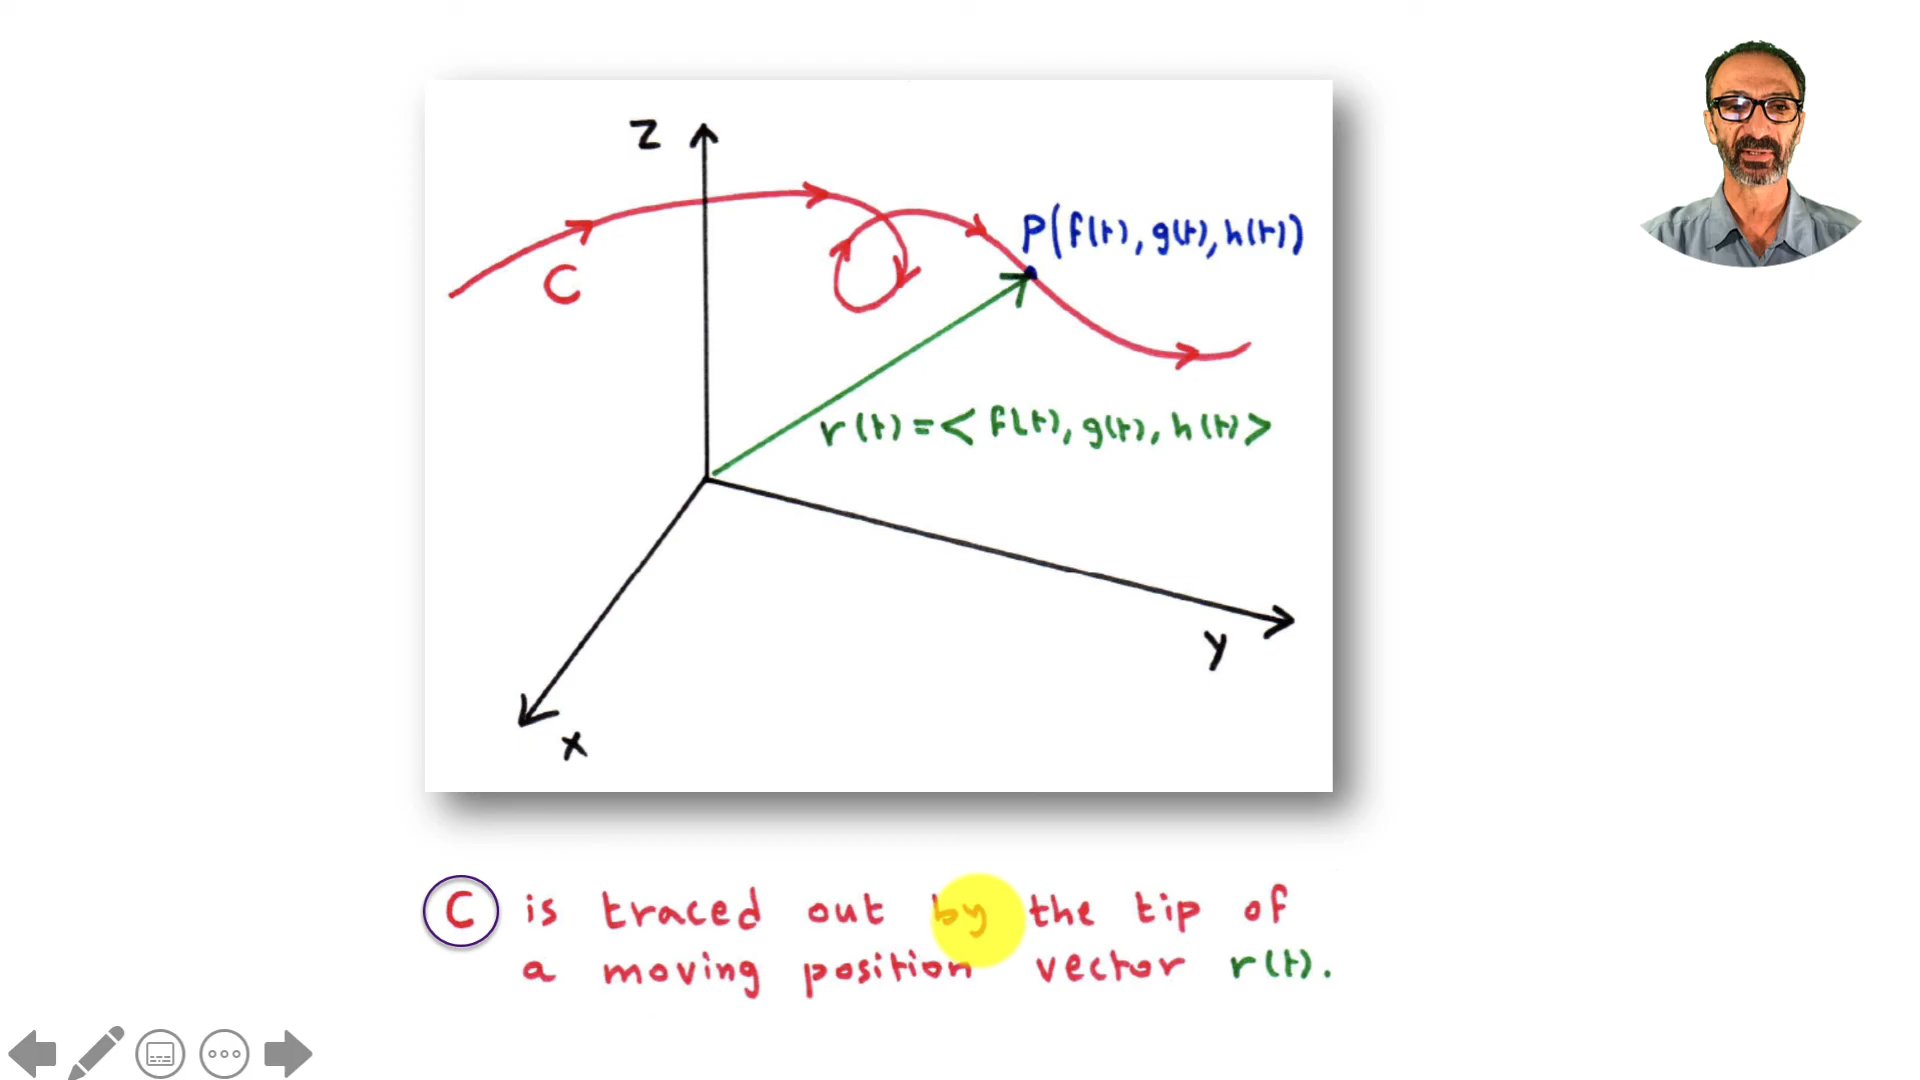 Z
C
P(f(t), g(t), h(t))
r(t) = < f(t), g(t), h(t) >
y
x
C is traced out by the tip of
a moving position vector r(t).